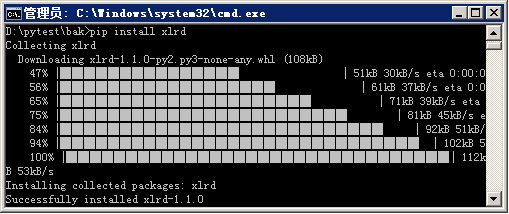 管理员: C:\Windows\system32\cmd.exe
D:\pytest\bak>pip install xlrd
Collecting xlrd
Downloading xlrd-1.1.0-py2.py3-none-any.whl (108kB)
47% | 51kB 30kB/s eta 0:00:0
56% | 61kB 37kB/s eta 0:0
65% | 71kB 39kB/s eta 0
75% | 81kB 45kB/s e
84% | 92kB 51kB/
94% | 102kB 5
100% | 112k
B 53kB/s
Installing collected packages: xlrd
Successfully installed xlrd-1.1.0